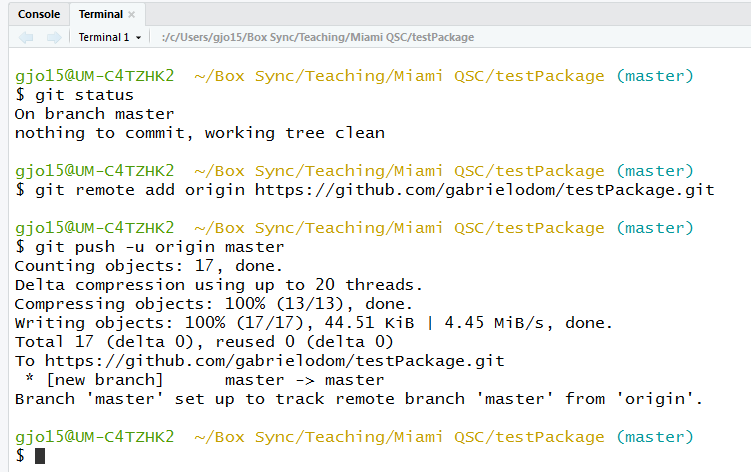 Console Terminal ×
Terminal 1 :/c/Users/gjo15/Box Sync/Teaching/Miami QSC/testPackage
gjo15@UM-C4TZHK2 ~/Box Sync/Teaching/Miami QSC/testPackage (master)
$ git status
On branch master
nothing to commit, working tree clean
gjo15@UM-C4TZHK2 ~/Box Sync/Teaching/Miami QSC/testPackage (master)
$ git remote add origin https://github.com/gabrielodom/testPackage.git
gjo15@UM-C4TZHK2 ~/Box Sync/Teaching/Miami QSC/testPackage (master)
$ git push -u origin master
Counting objects: 17, done.
Delta compression using up to 20 threads.
Compressing objects: 100% (13/13), done.
Writing objects: 100% (17/17), 44.51 KiB | 4.45 MiB/s, done.
Total 17 (delta 0), reused 0 (delta 0)
To https://github.com/gabrielodom/testPackage.git
 * [new branch]      master -> master
Branch 'master' set up to track remote branch 'master' from 'origin'.
gjo15@UM-C4TZHK2 ~/Box Sync/Teaching/Miami QSC/testPackage (master)
$